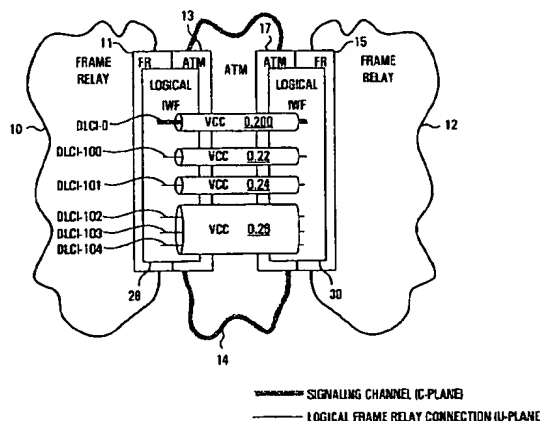 13
17
11
15
FRAME RELAY
FR
ATM
ATM
ATM
FR
FRAME RELAY
LOGICAL IWF
LOGICAL IWF
10
12
DLCI-0
VCC 0.200
DLCI-100
VCC 0.22
DLCI-101
VCC 0.24
DLCI-102
DLCI-103
VCC 0.26
DLCI-104
28
30
14
SIGNALING CHANNEL (C-PLANE)
LOGICAL FRAME RELAY CONNECTION (U-PLANE)